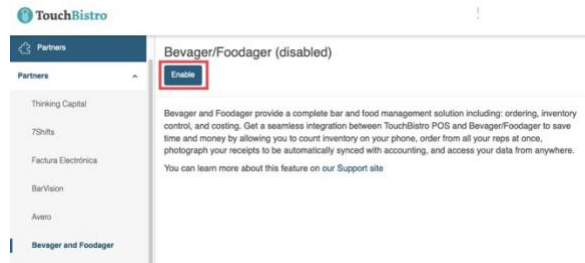 TouchBistro
Partners
Partners
Thinking Capital
7Shifts
Factura Electrónica
BarVision
Avero
Bevager and Foodager
Bevager/Foodager (disabled)
Enable
Bevager and Foodager provide a complete bar and food management solution including: ordering, inventory
control, and costing. Get a seamless integration between TouchBistro POS and Bevager/Foodager to save
time and money by allowing you to count inventory on your phone, order from all your reps at once,
photograph your receipts to be automatically synced with accounting, and access your data from anywhere.
You can learn more about this feature on our Support site